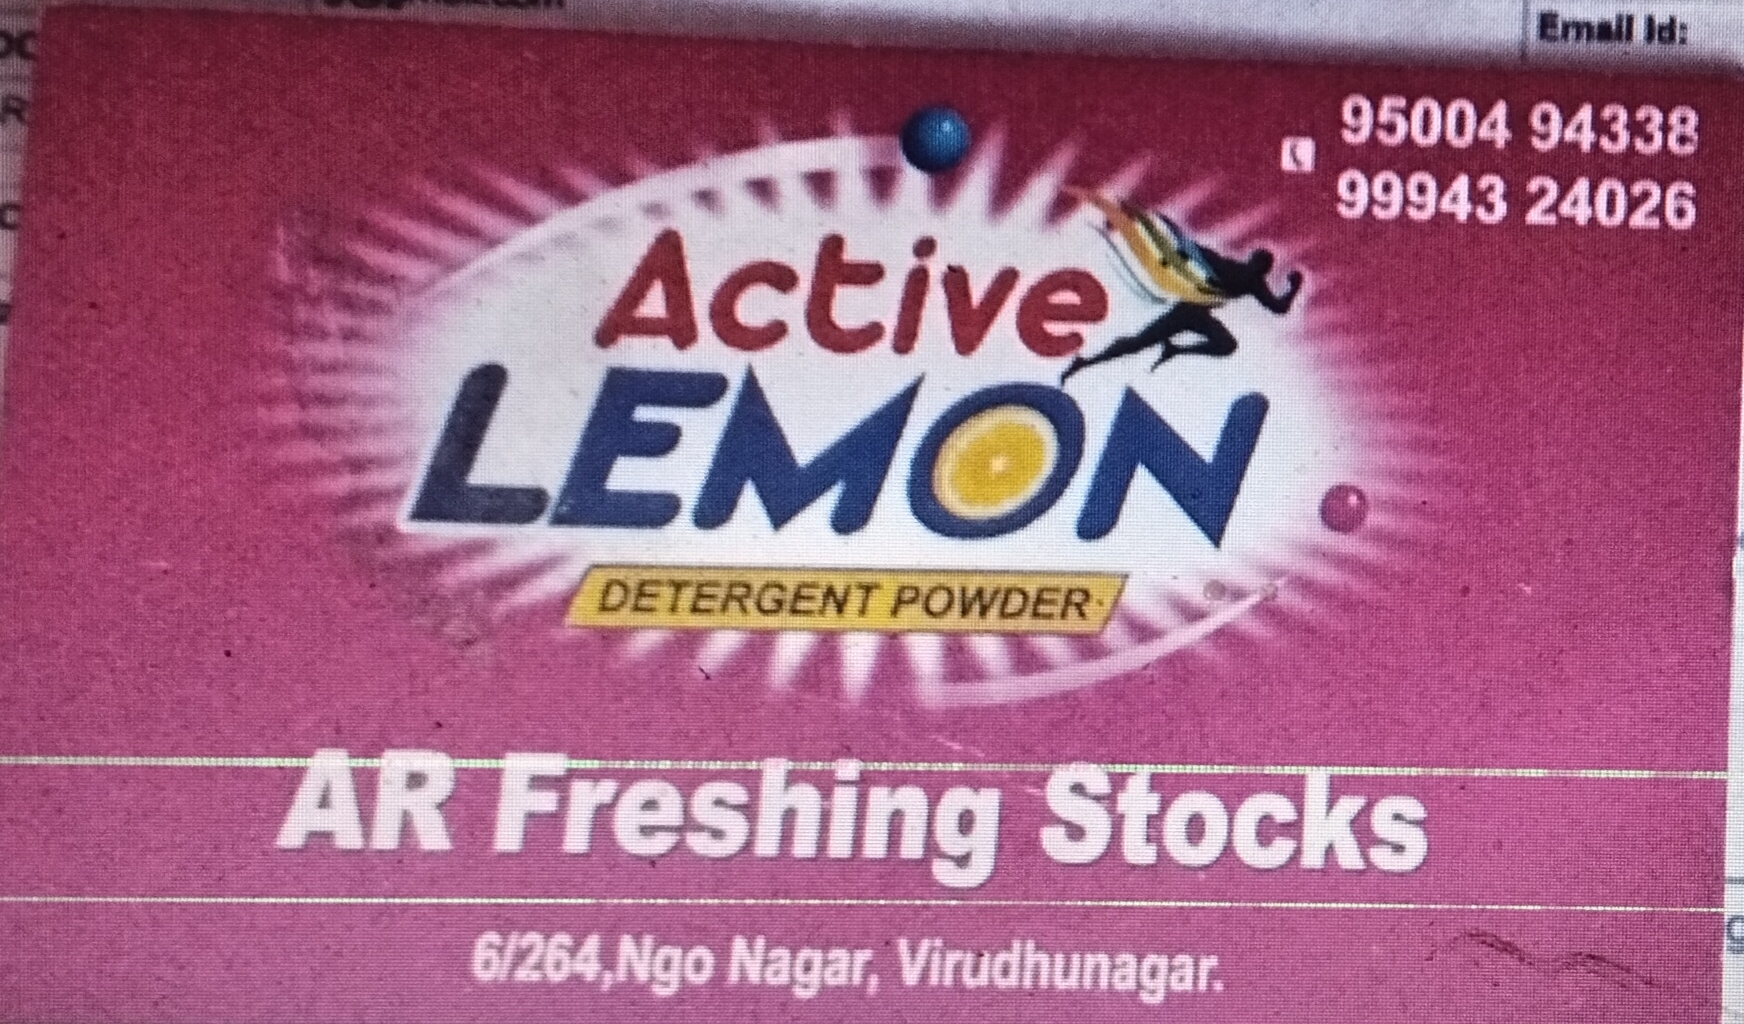 Email Id:
95004 94338
99943 24026
Active
LEMON
DETERGENT POWDER
AR Freshing Stocks
6/264,Ngo Nagar, Virudhunagar.